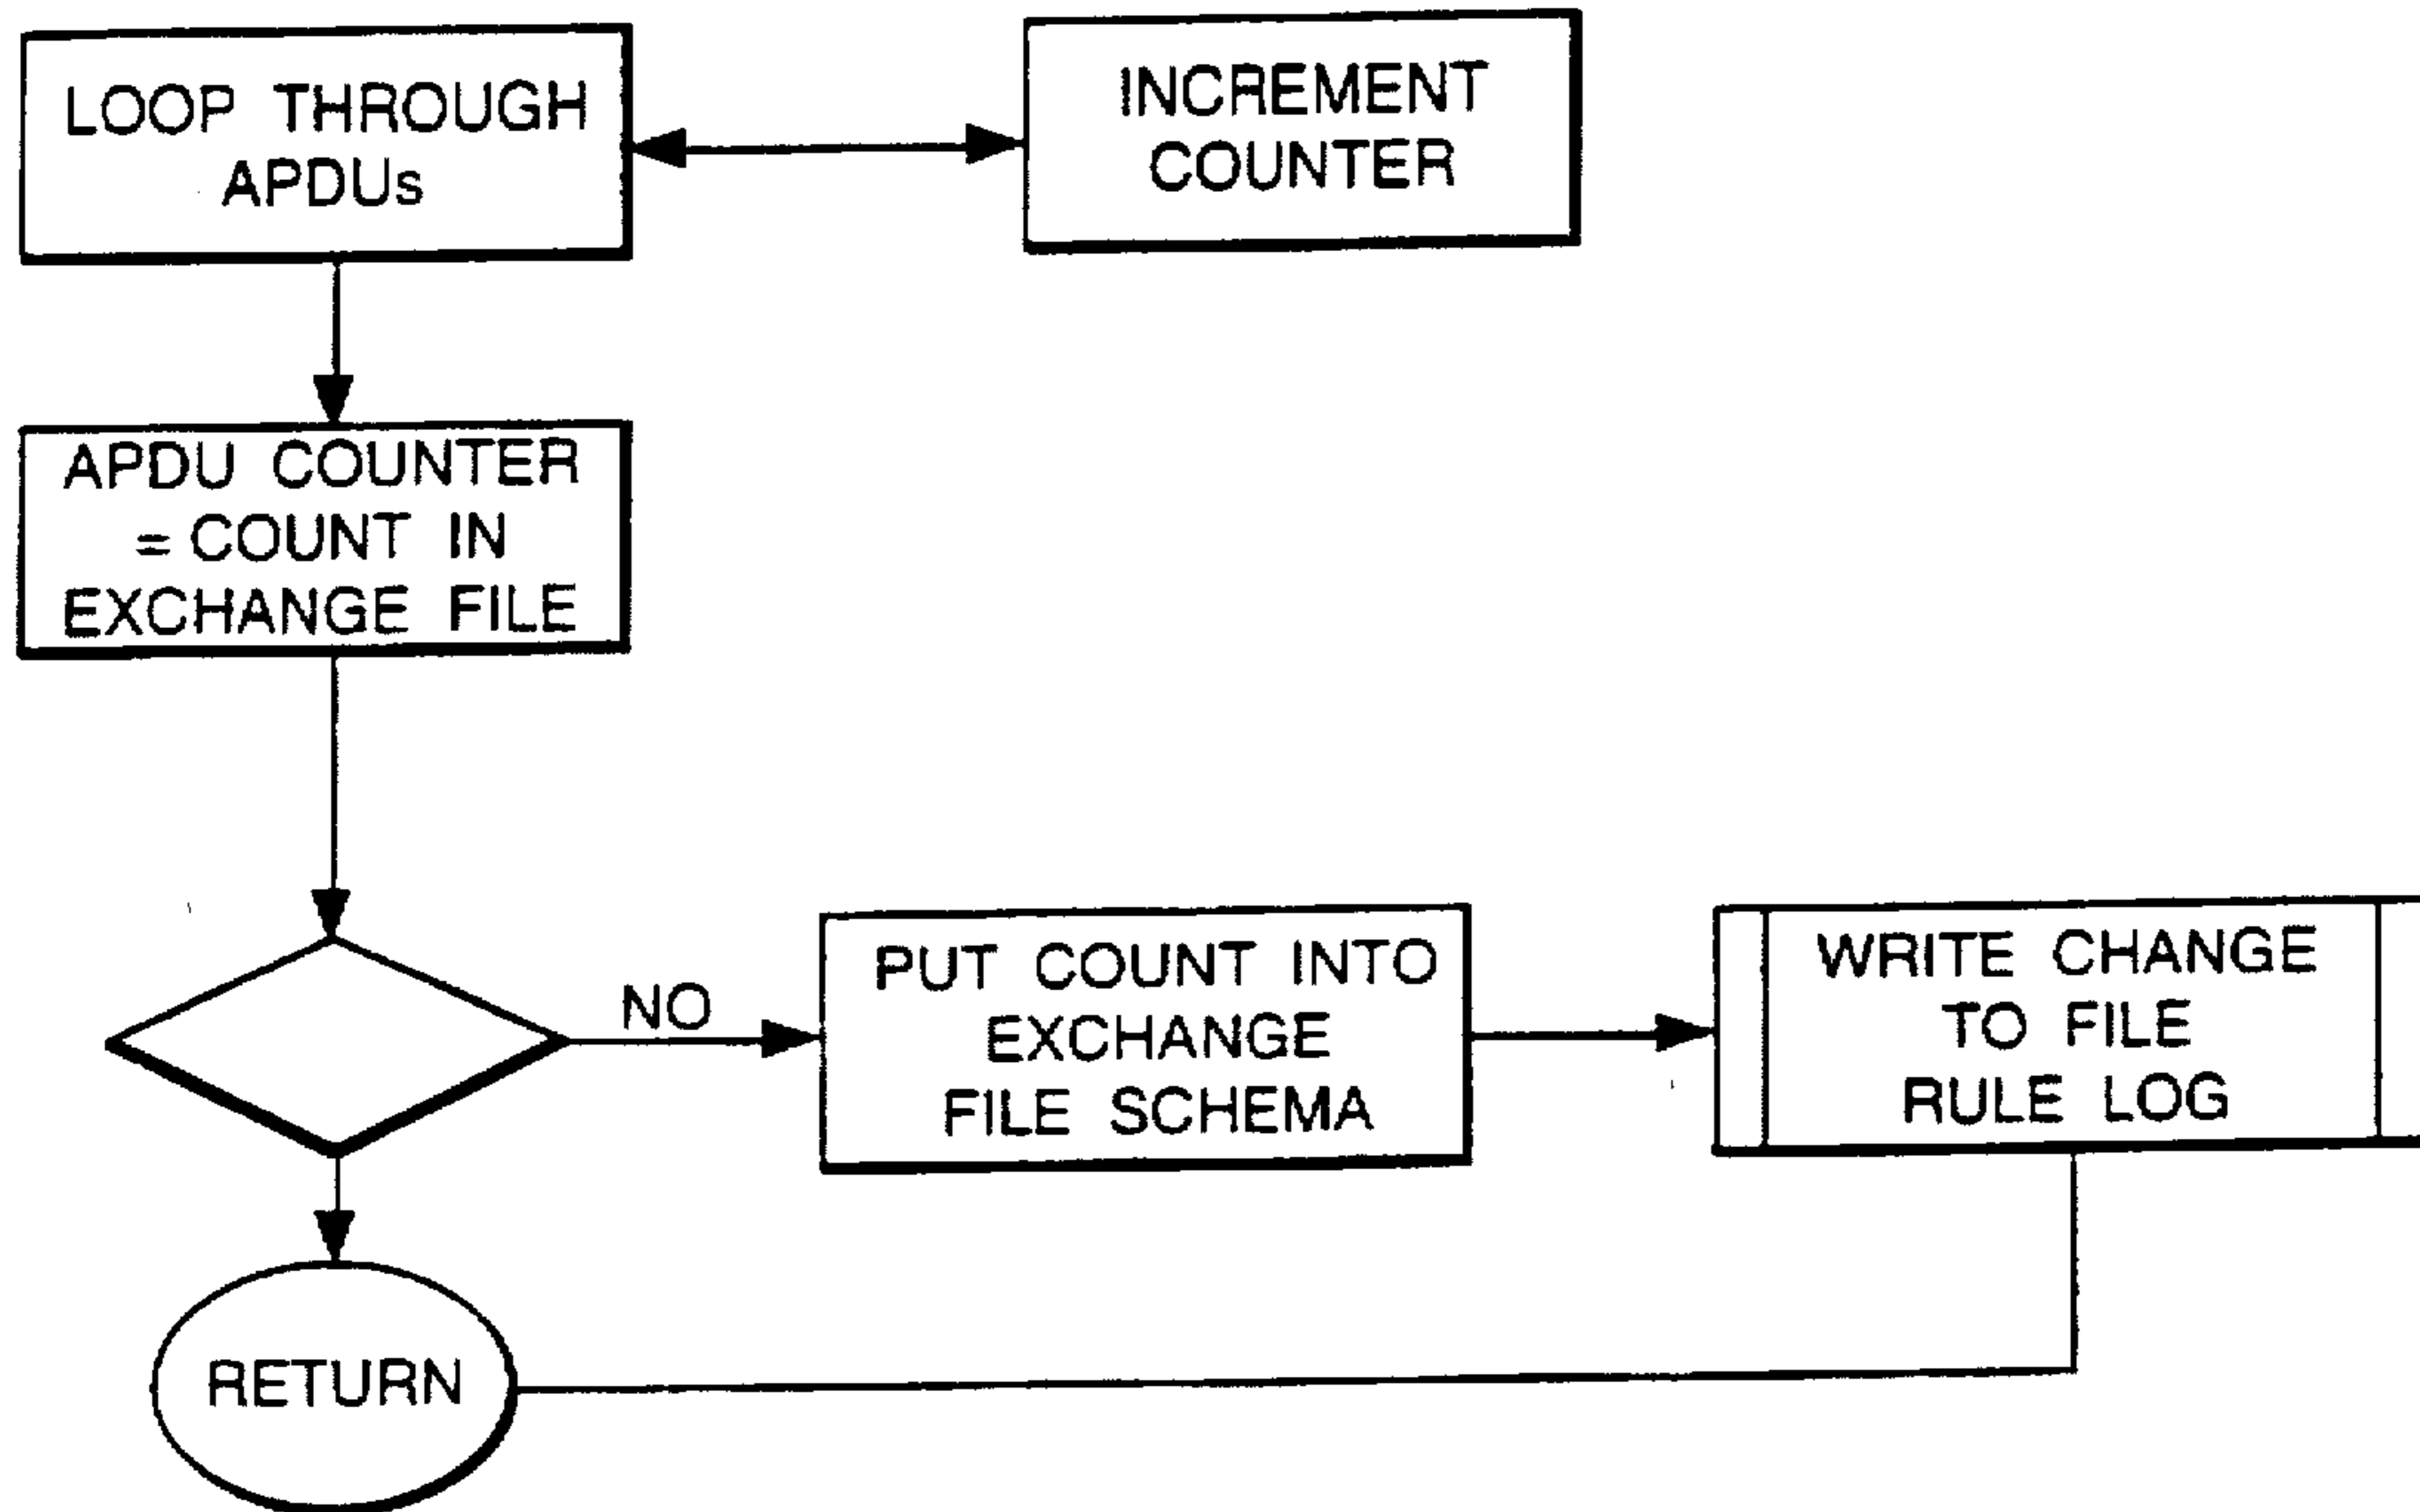 LOOP THROUGH
APDUs
INCREMENT
COUNTER
APDU COUNTER
= COUNT IN
EXCHANGE FILE
NO
PUT COUNT INTO
EXCHANGE
FILE SCHEMA
WRITE CHANGE
TO FILE
RULE LOG
RETURN